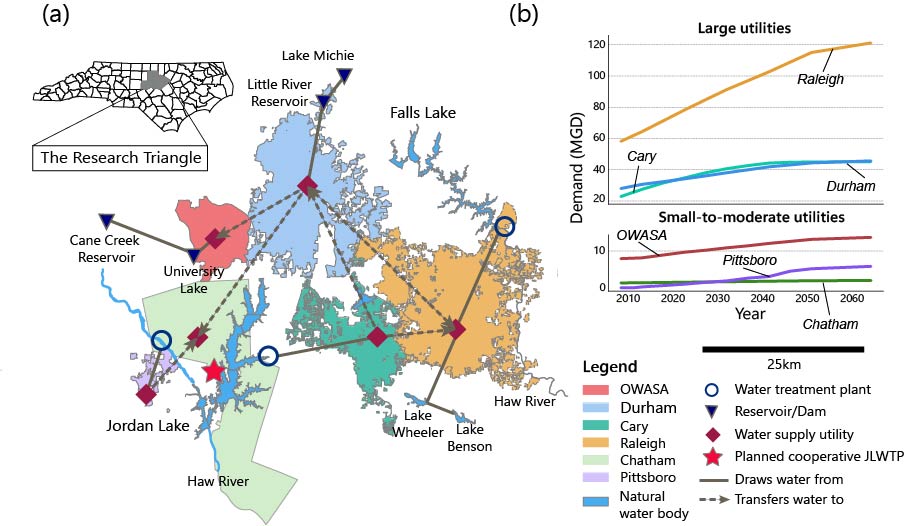 (a)
Lake Michie
Little River
Reservoir
Falls Lake
The Research Triangle
Cane Creek
Reservoir
University
Lake
Jordan Lake
Haw River
Lake
Wheeler
Lake
Benson
Haw River
(b)
Large utilities
120
100
80
60
40
20
Raleigh
Cary
Durham
Demand (MGD)
Small-to-moderate utilities
10
0
OWASA
Pittsboro
Chatham
2010
2020
2030
2040
2050
2060
Year
25km
Legend
OWASA
Durham
Cary
Raleigh
Chatham
Pittsboro
Natural
water body
Water treatment plant
Reservoir/Dam
Water supply utility
Planned cooperative JLWTP
Draws water from
Transfers water to